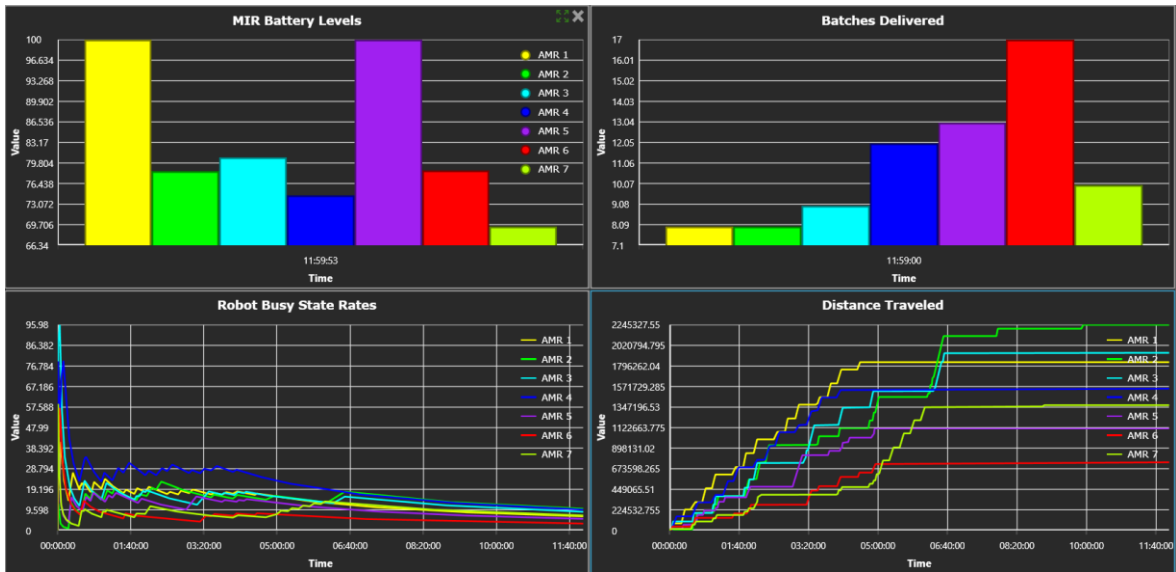 MIR Battery Levels
100
96.634
93.268
89.902
86.536
83.17
79.804
76.438
73.072
69.706
66.34
Value
11:59:53
Time
AMR 1
AMR 2
AMR 3
AMR 4
AMR 5
AMR 6
AMR 7
Batches Delivered
17
16.01
15.02
14.03
13.04
12.05
11.06
10.07
9.08
8.09
7.1
Value
11:59:00
Time
Robot Busy State Rates
95.98
86.382
76.784
67.186
57.588
47.99
38.392
28.794
19.196
9.598
0
Value
00:00:00 01:40:00 03:20:00 05:00:00 06:40:00 08:20:00 10:00:00 11:40:00
Time
AMR 1
AMR 2
AMR 3
AMR 4
AMR 5
AMR 6
AMR 7
Distance Traveled
2245327.55
2020794.795
1796262.04
1571729.285
1347196.53
1122663.775
898131.02
673598.265
449065.51
224532.755
0
Value
00:00:00 01:40:00 03:20:00 05:00:00 06:40:00 08:20:00 10:00:00 11:40:00
Time
AMR 1
AMR 2
AMR 3
AMR 4
AMR 5
AMR 6
AMR 7